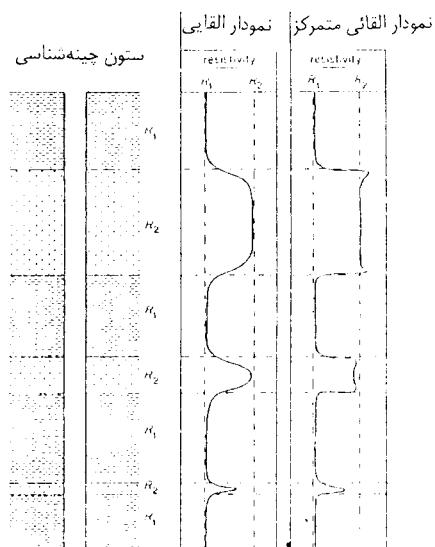 نمودار القائی متمرکز
نمودار القایی
ستون چینه‌شناسی
resistivity
resistivity
R₁ R₂
R₁ R₂
R₁
R₂
R₁
R₂
R₁
R₂
R₁